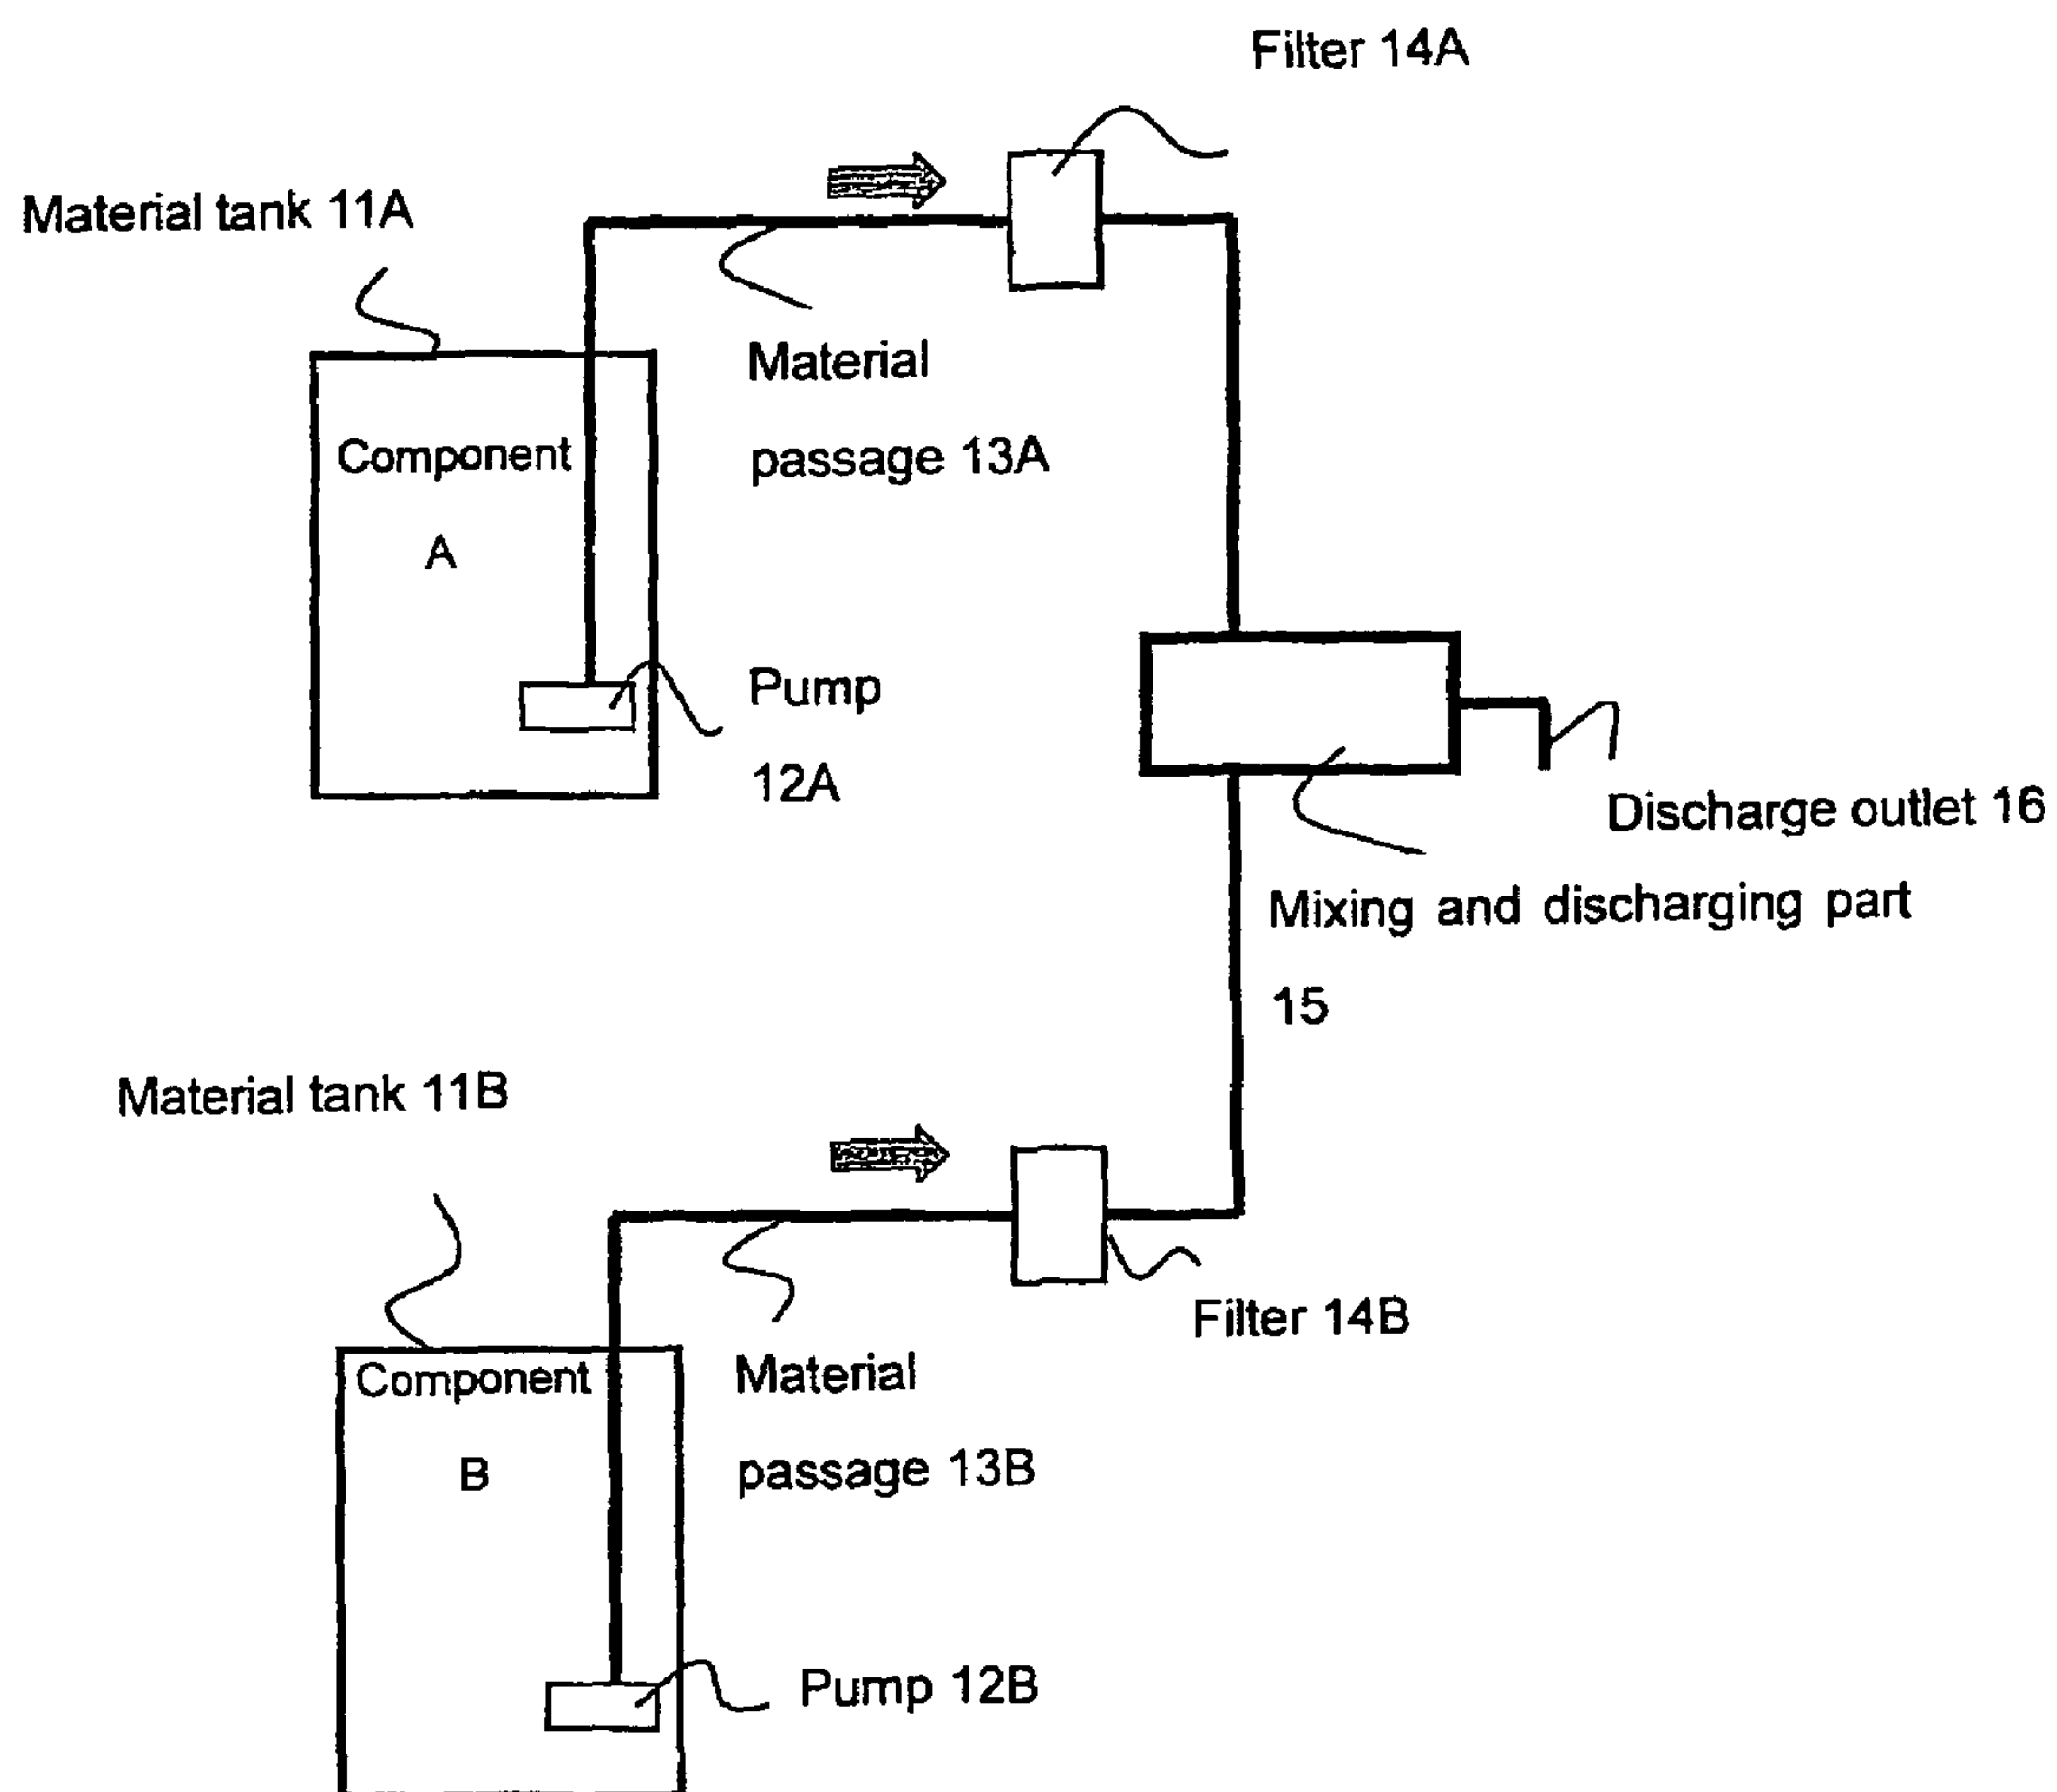 Filter 14A
Material tank 11A
Material
passage 13A
Component
A
Pump
12A
Discharge outlet 16
Mixing and discharging part
15
Material tank 11B
Filter 14B
Component
B
Material
passage 13B
Pump 12B